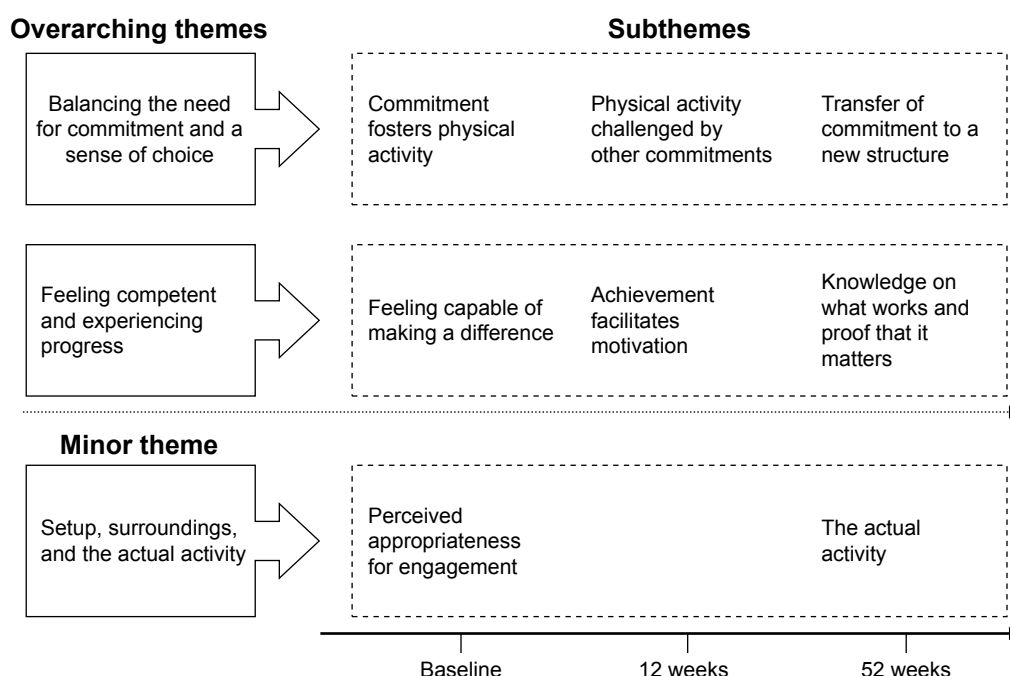 Overarching themes
Subthemes
Balancing the need
for commitment and a
sense of choice
Commitment
fosters physical
activity
Physical activity
challenged by
other commitments
Transfer of
commitment to a
new structure
Feeling competent
and experiencing
progress
Feeling capable of
making a difference
Achievement
facilitates
motivation
Knowledge on
what works and
proof that it
matters
Minor theme
Setup, surroundings,
and the actual activity
Perceived
appropriateness
for engagement
The actual
activity
Baseline
12 weeks
52 weeks